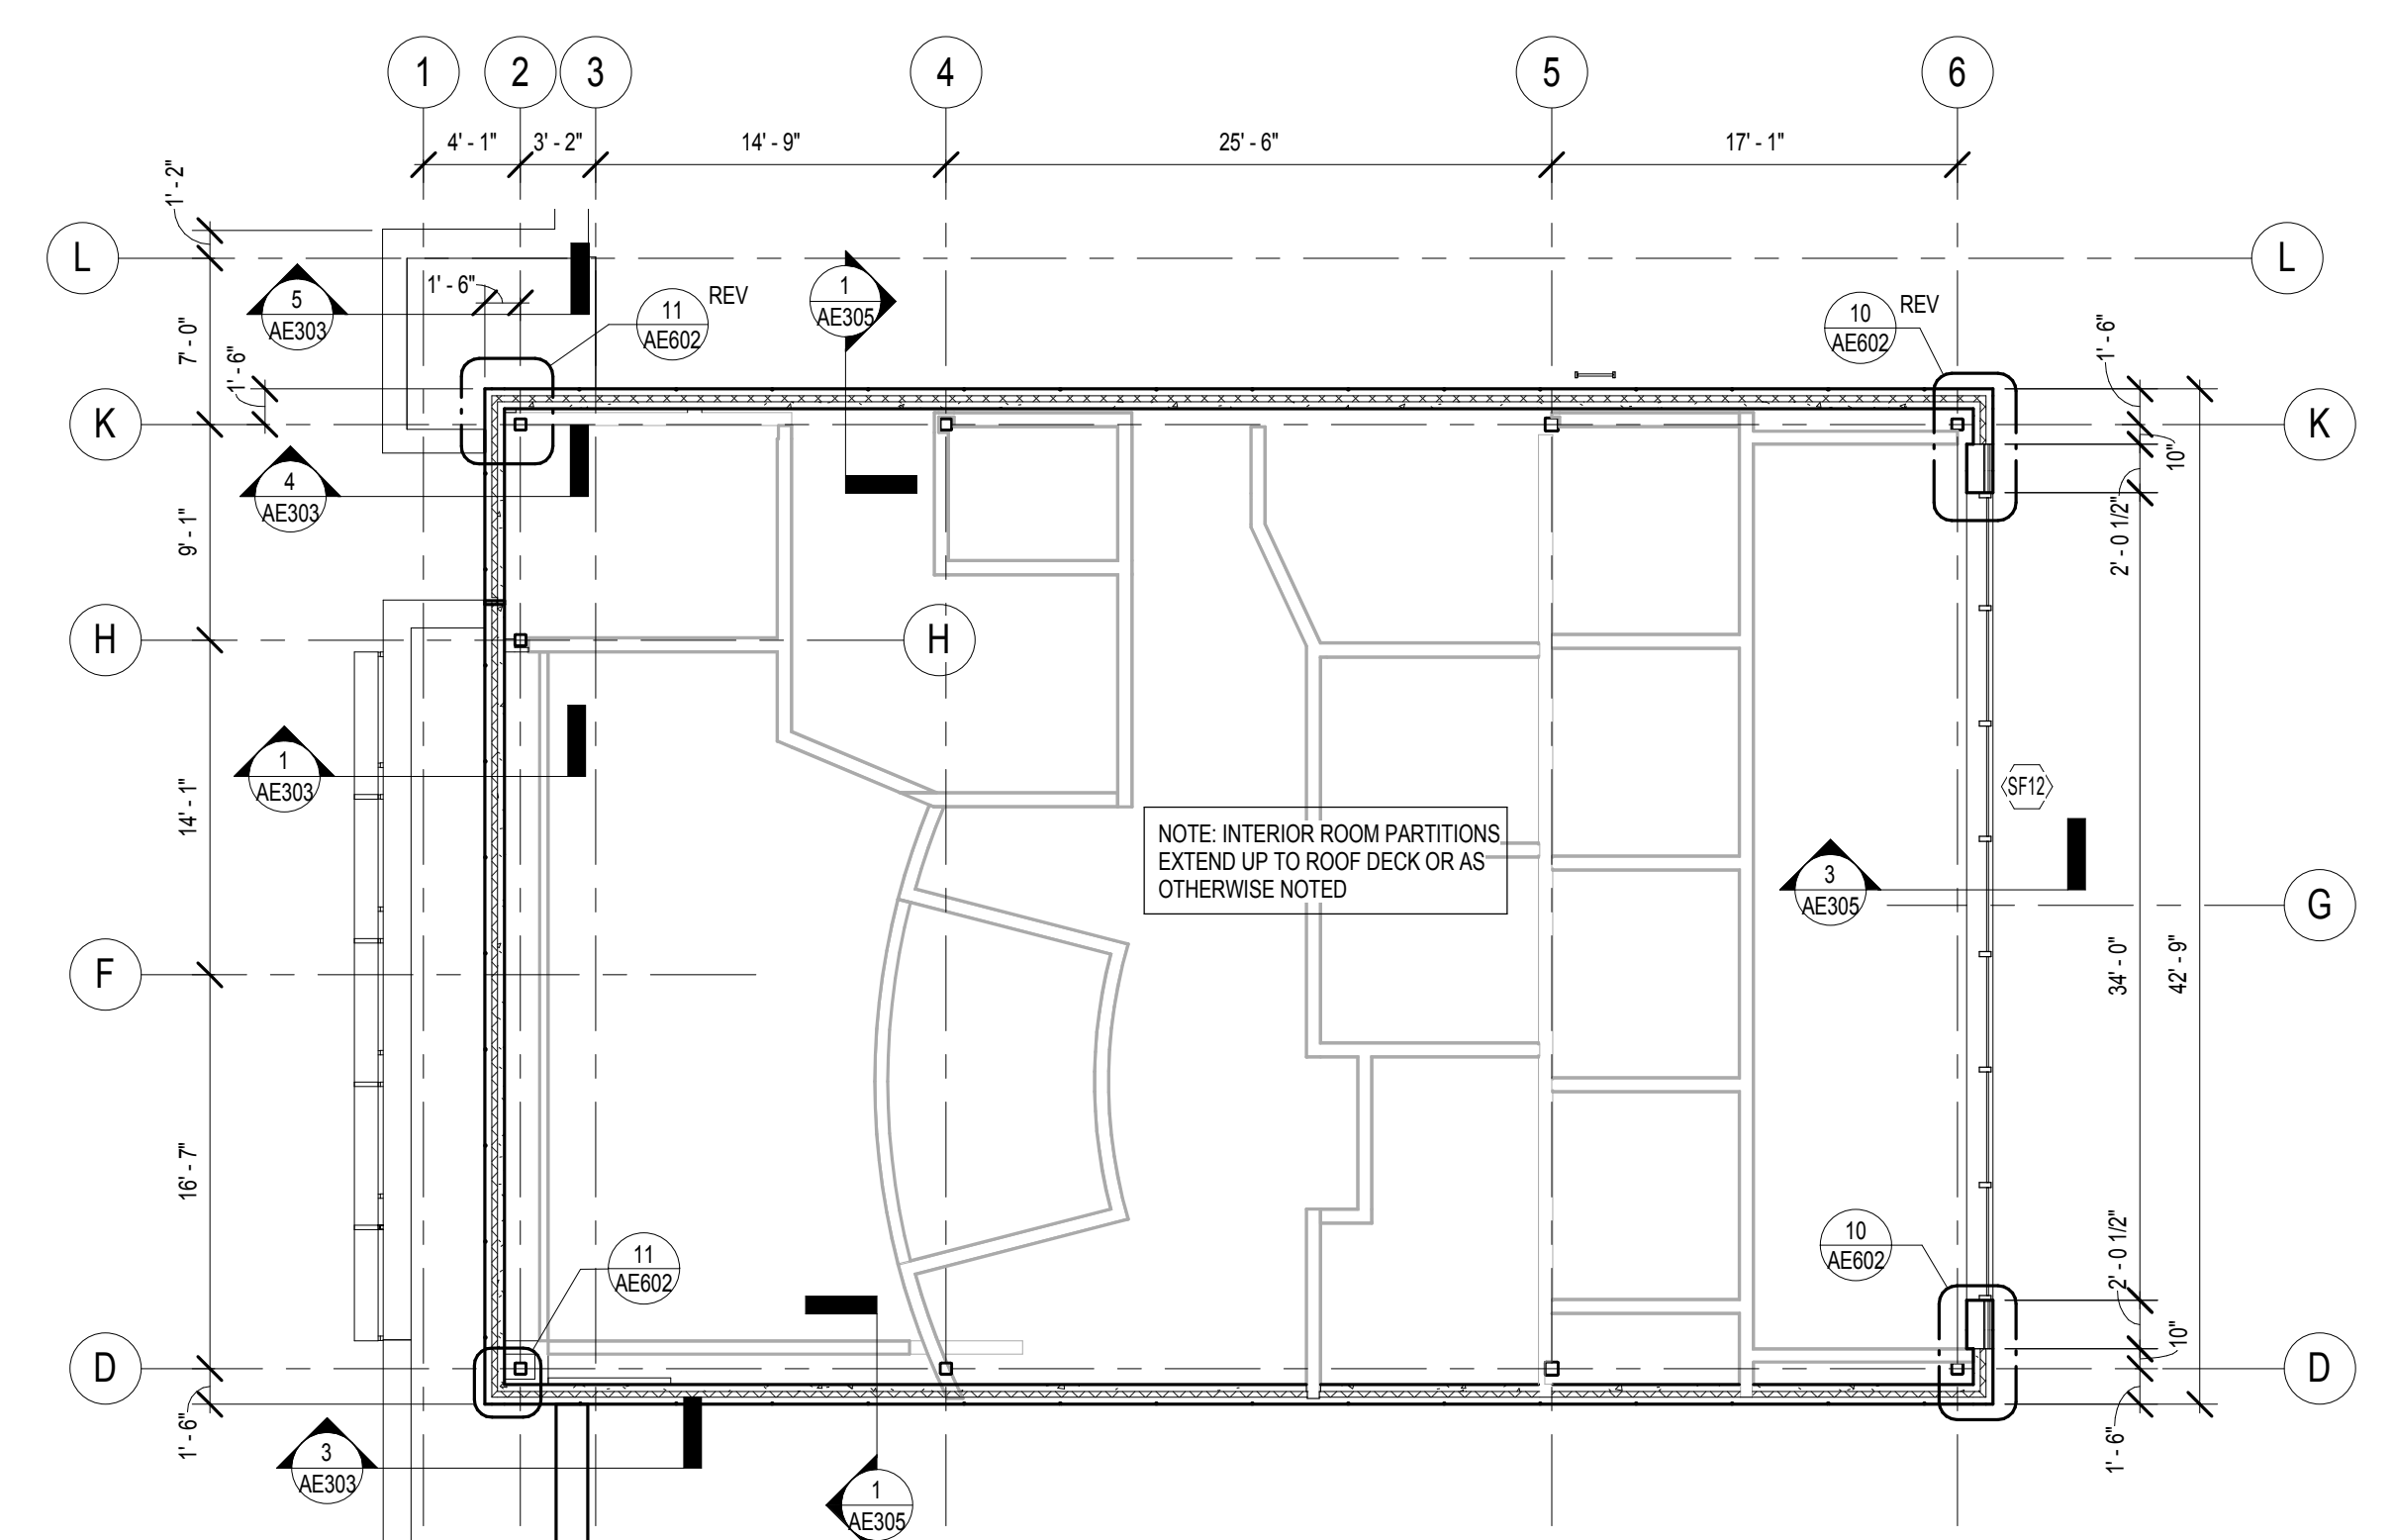 1 2 3 4 5 6
4' - 1" 3' - 2" 14' - 9" 25' - 6" 17' - 1"
1' - 2"
L L
1' - 6"
5
AE303
11
AE602
REV
1
AE305
10
AE602
REV
7' - 0"
1' - 6"
1' - 6"
K K
10"
4
AE303
2' - 0 1/2"
9' - 1"
H H
1
AE303
SF12
14' - 1"
NOTE: INTERIOR ROOM PARTITIONS
EXTEND UP TO ROOF DECK OR AS
OTHERWISE NOTED
3
AE305
G
F
34' - 0"
42' - 9"
16' - 7"
11
AE602
10
AE602
2' - 0 1/2"
10"
D D
1' - 6"
1' - 6"
3
AE303
1
AE305